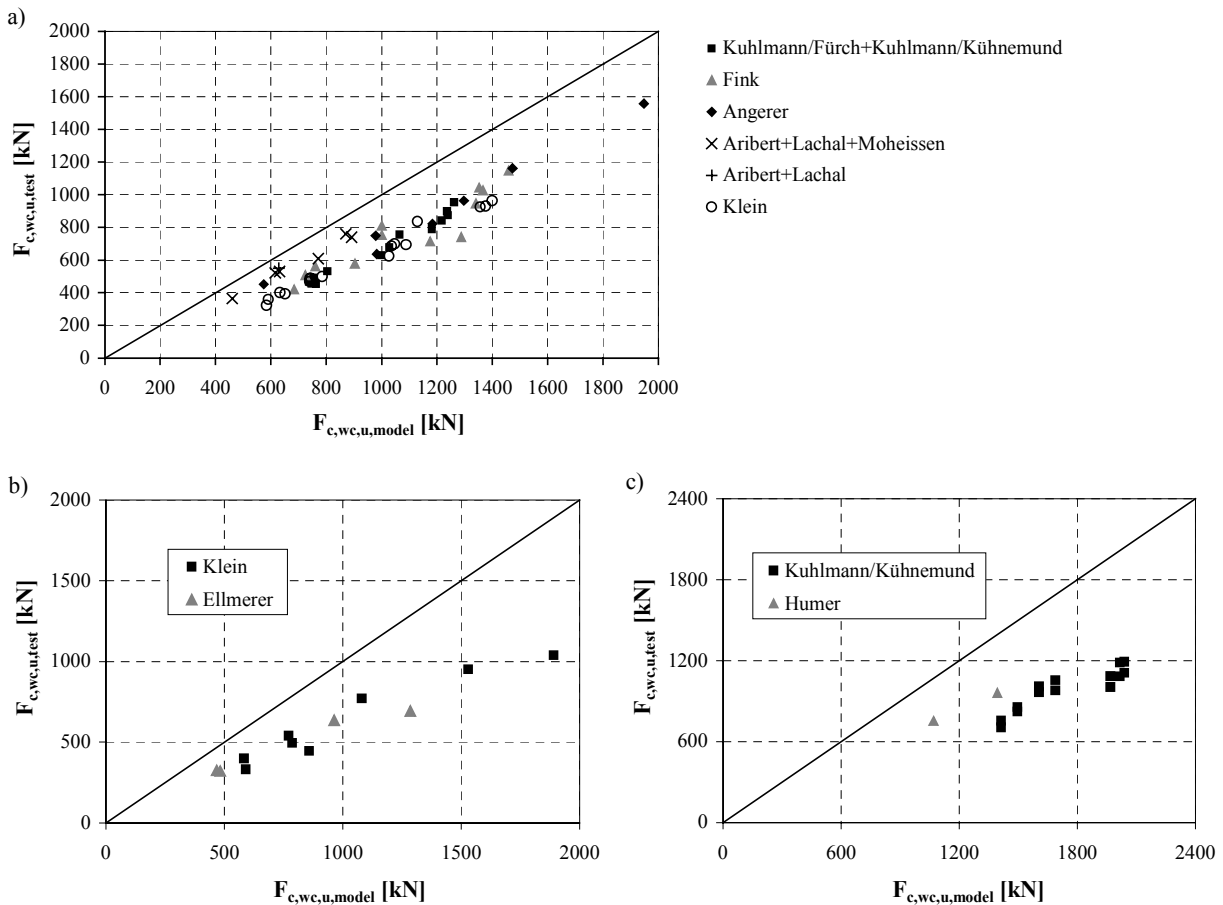 a)
2000
1800
1600
1400
1200
1000
800
600
400
200
0
F_c,wc,u,test [kN]
0 200 400 600 800 1000 1200 1400 1600 1800 2000
F_c,wc,u,model [kN]
Kuhlmann/Fürch+Kuhlmann/Kühnemund
Fink
Angerer
Aribert+Lachal+Moheissen
Aribert+Lachal
Klein
b)
2000
1500
1000
500
0
F_c,wc,u,test [kN]
Klein
Ellmerer
0 500 1000 1500 2000
F_c,wc,u,model [kN]
c)
2400
1800
1200
600
0
F_c,wc,u,test [kN]
Kuhlmann/Kühnemund
Humer
0 600 1200 1800 2400
F_c,wc,u,model [kN]